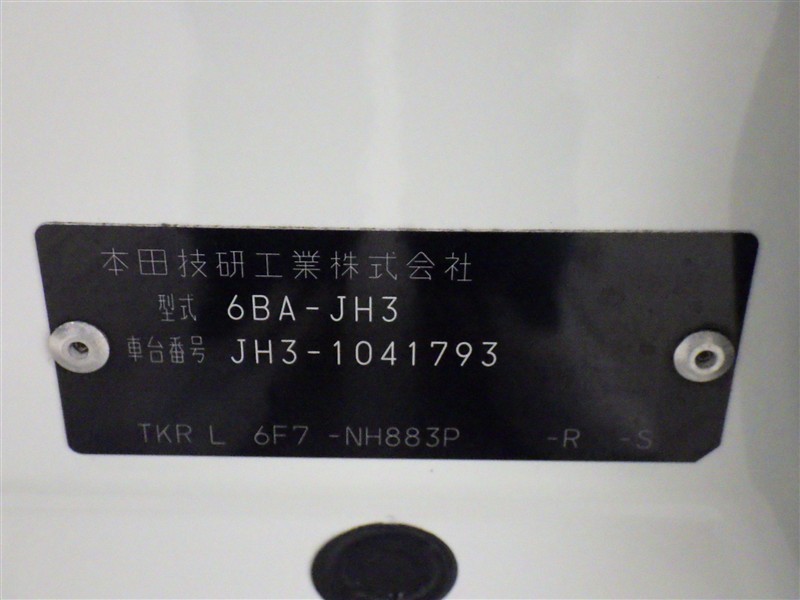 本田技研工業株式会社
型式 6BA-JH3
車台番号 JH3-1041793
TKR L 6F7 -NH883P -R -S